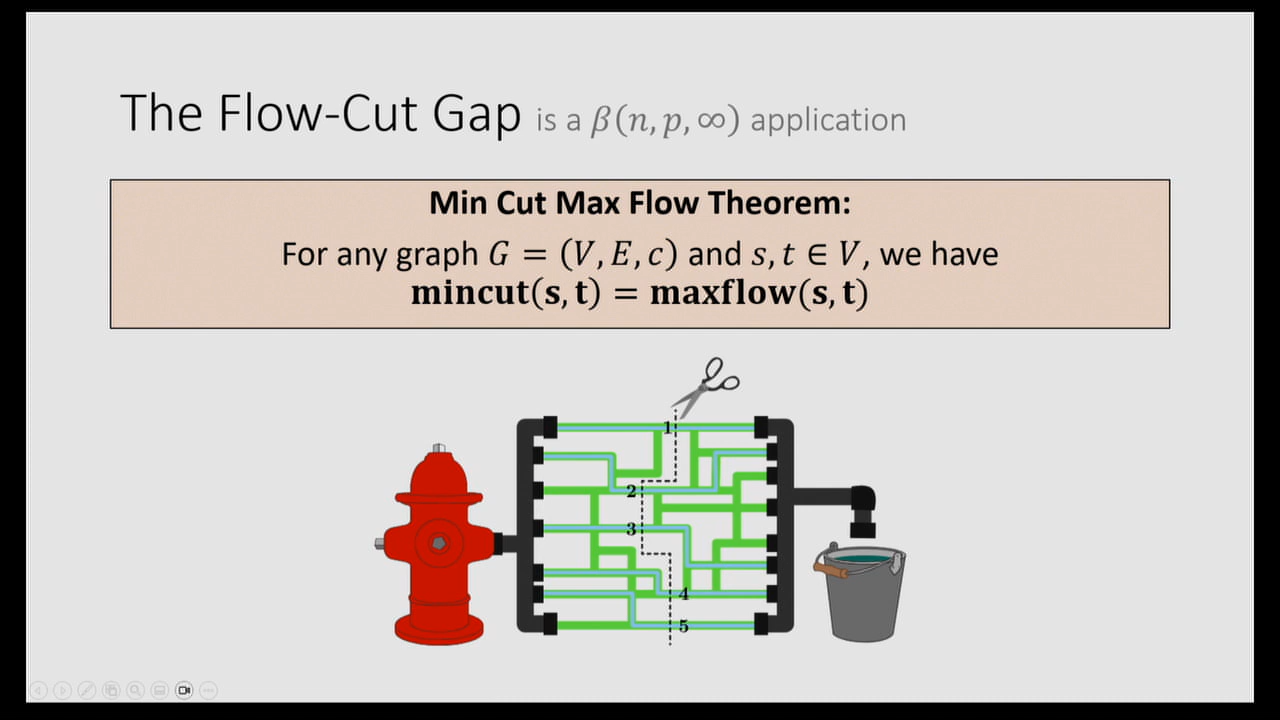 The Flow-Cut Gap is a β(n, p, ∞) application
Min Cut Max Flow Theorem:
For any graph G = (V, E, c) and s, t ∈ V, we have
mincut(s, t) = maxflow(s, t)
1
2
3
4
5